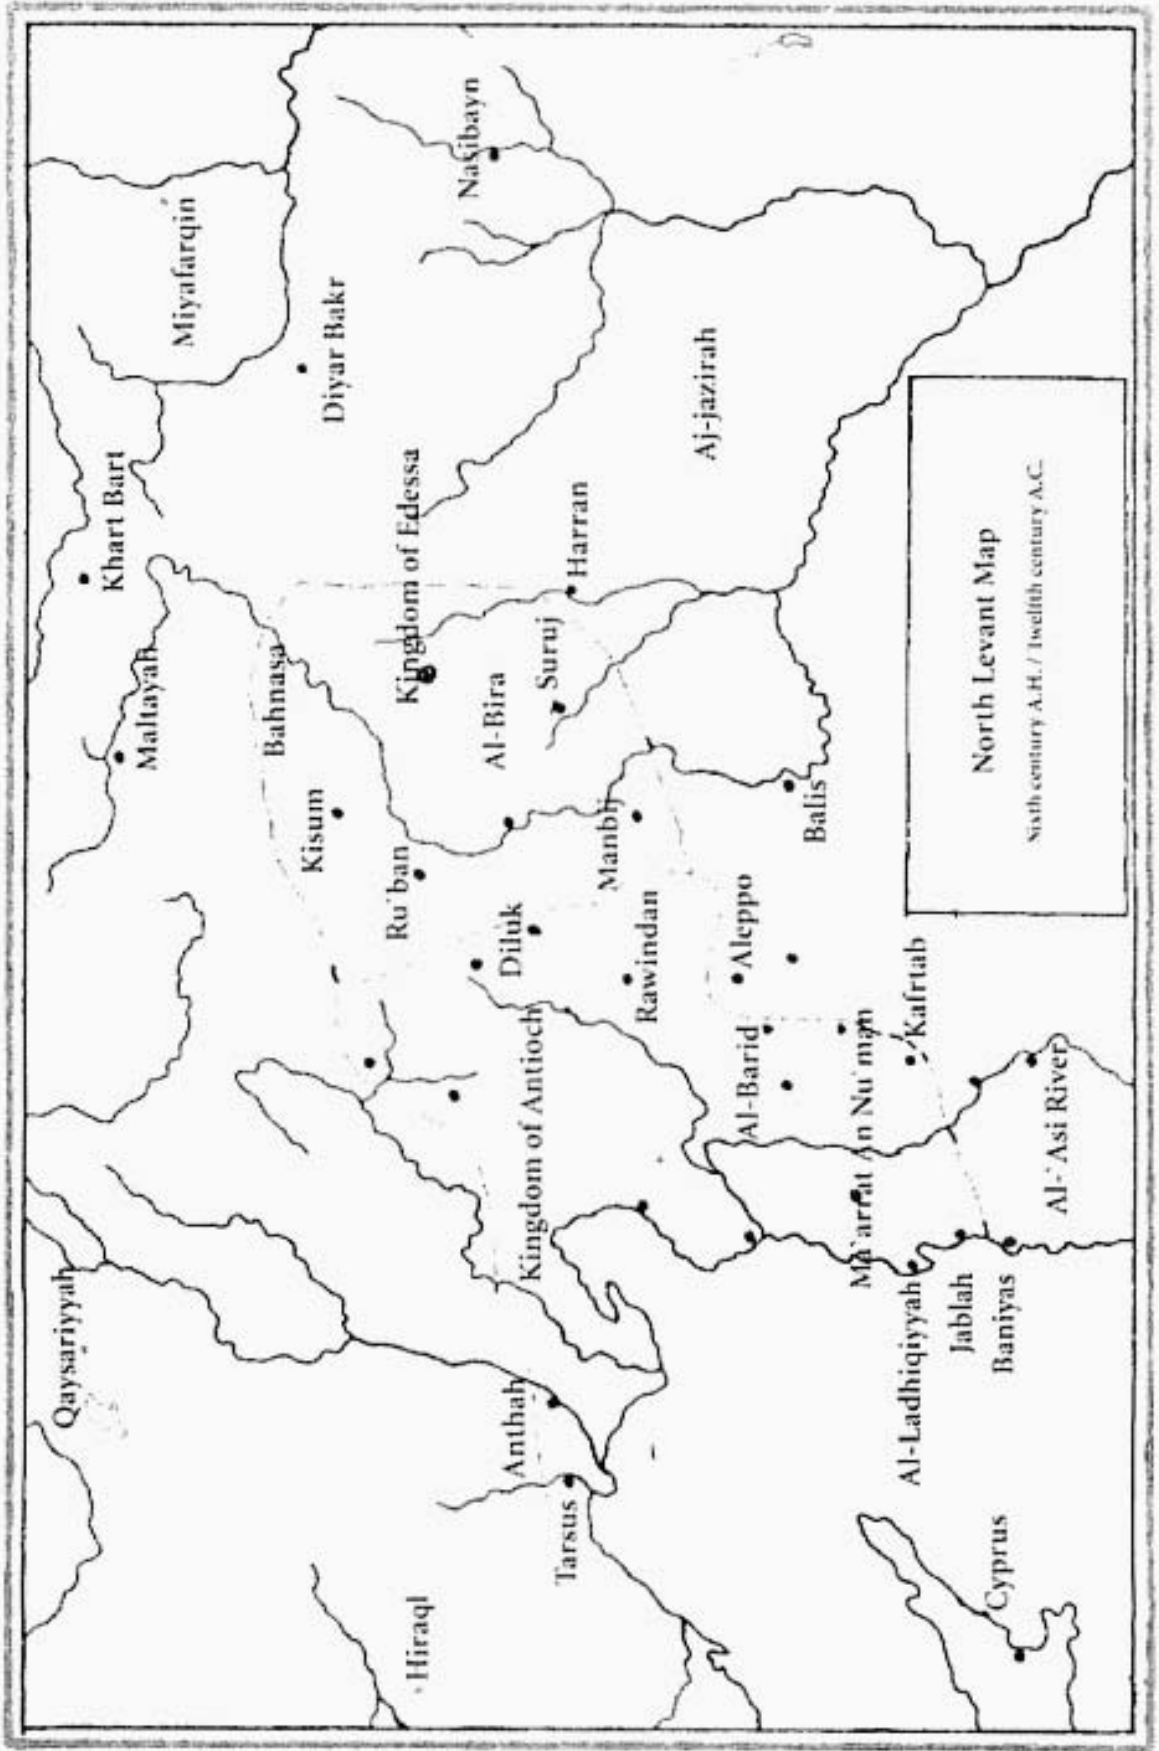 Qaysariyyah
Maltayah
Khart Bart
Miyafarqin
Hiraql
Bahnasa
Kisum
Ru'ban
Kingdom of Edessa
Diyar Bakr
Nasibayn
Tarsus
Anthah
Kingdom of Antioch
Diluk
Al-Bira
Suruj
Harran
Rawindan
Manbij
Aj-jazirah
Al-Barid
Aleppo
Balis
Ma'arrat An Nu'man
Kafrtab
Al-Ladhiqiyyah
Jablah
Baniyas
Al-'Asi River
Cyprus
North Levant Map
Sixth century A.H./ Twelfth century A.C.